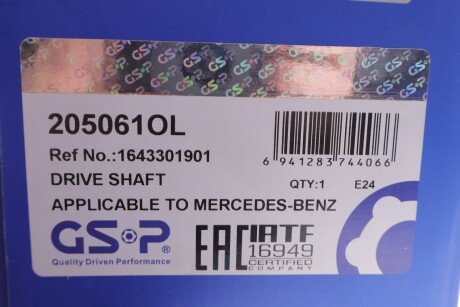 GS-P
205061OL
Ref No.:1643301901
6 941283 744066
DRIVE SHAFT
QTY:1 E24
APPLICABLE TO MERCEDES-BENZ
GSP ®
Quality Driven Performance
EAC
IATF
16949
CERTIFIED
COMPANY